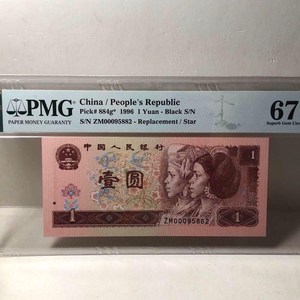 PMG
PAPER MONEY GUARANTY
China / People's Republic
Pick# 884g* 1996 1 Yuan - Black S/N
S/N ZM00095882 - Replacement / Star
67
Superb Gem Unc
中国人民银行
1
壹圆
1
1
ZM00095882